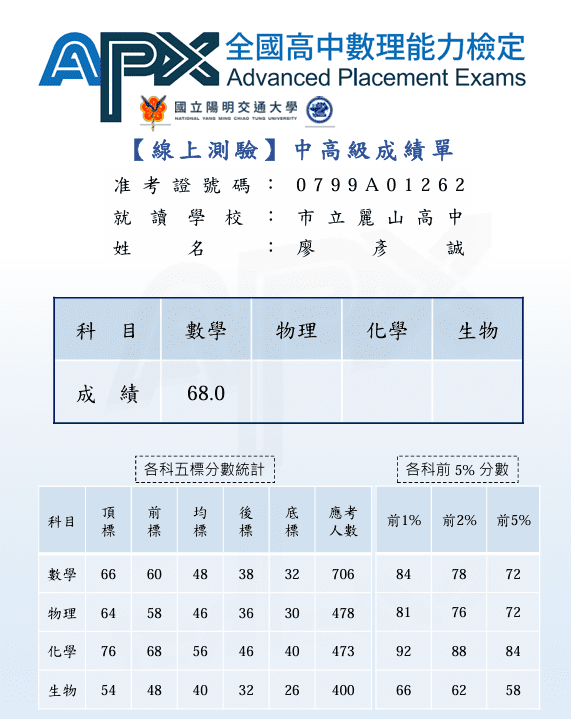 APX 全國高中數理能力檢定
Advanced Placement Exams
國立陽明交通大學
NATIONAL YANG MING CHIAO TUNG UNIVERSITY
【線上測驗】中高級成績單
准考證號碼：0799A01262
就讀學校：市立麗山高中
姓名：廖彥誠
科目 數學 物理 化學 生物
成績 68.0
各科五標分數統計 各科前 5% 分數
科目 頂標 前標 均標 後標 底標 應考人數 前1% 前2% 前5%
數學 66 60 48 38 32 706 84 78 72
物理 64 58 46 36 30 478 81 76 72
化學 76 68 56 46 40 473 92 88 84
生物 54 48 40 32 26 400 66 62 58